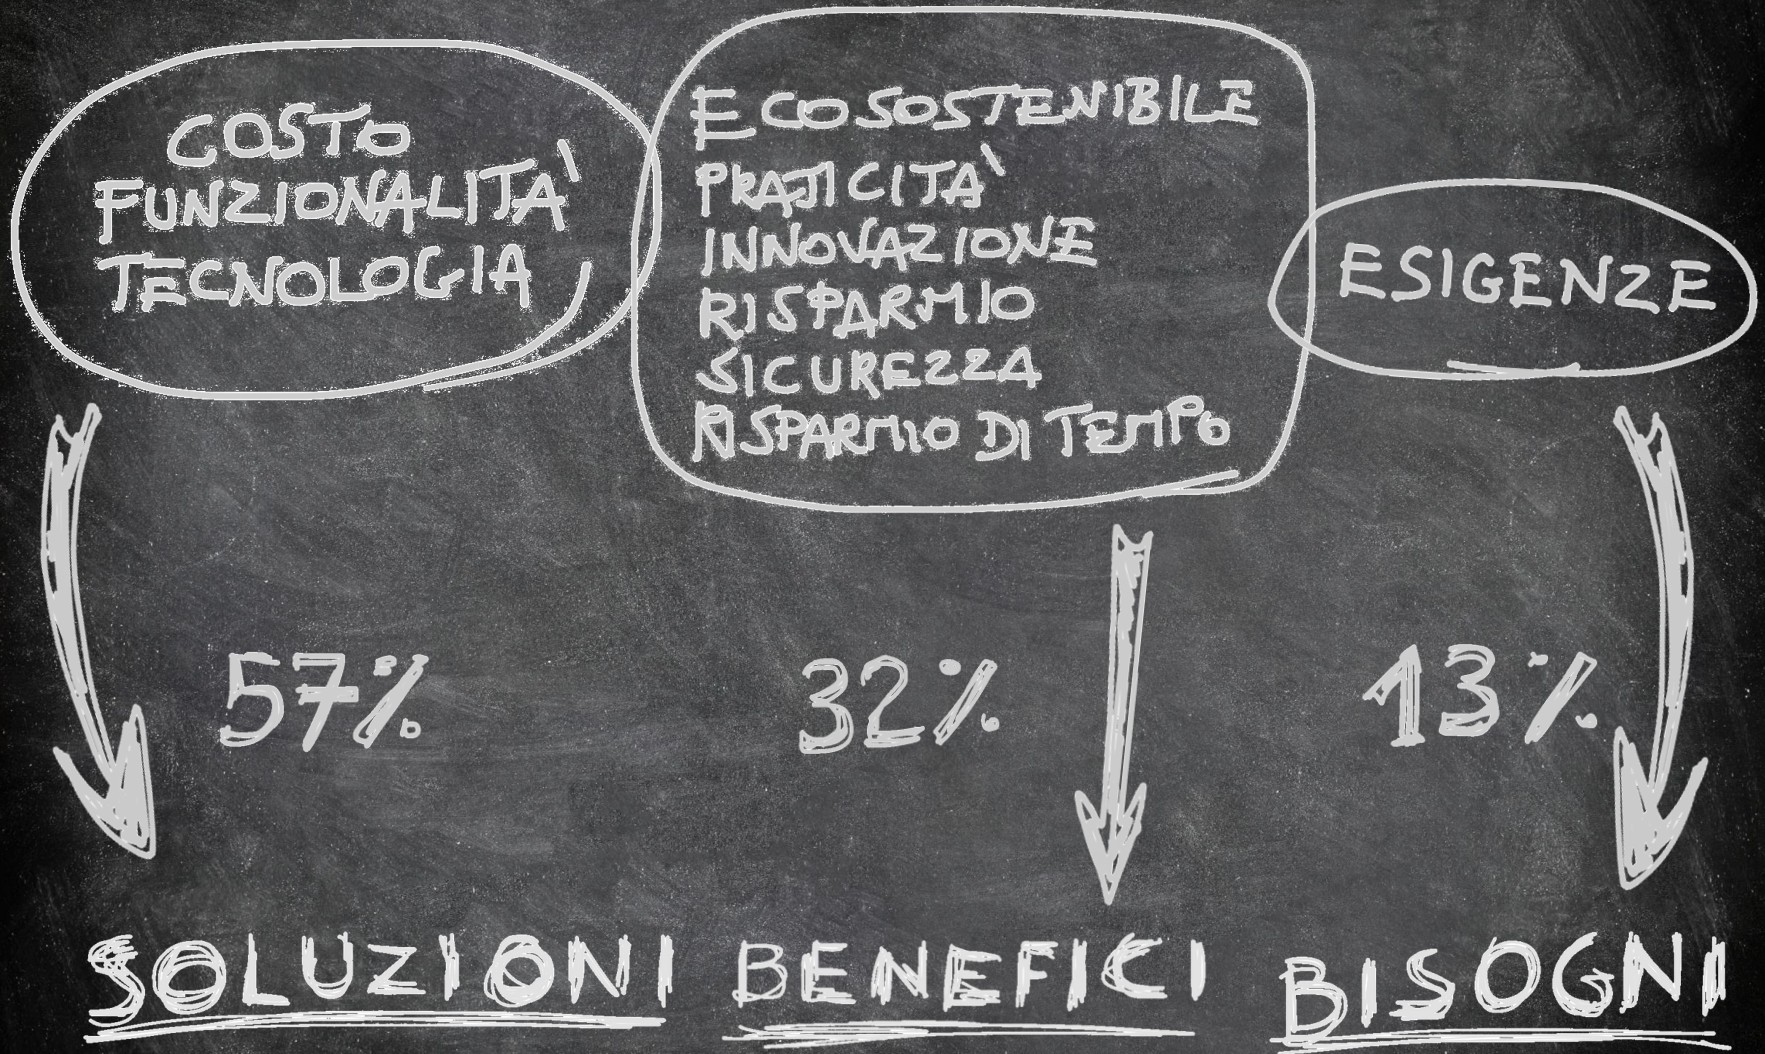 COSTO
FUNZIONALITA'
TECNOLOGIA
ECOSOSTENIBILE
PRATICITA'
INNOVAZIONE
RISPARMIO
SICUREZZA
RISPARMIO DI TEMPO
ESIGENZE
57%
32%
13%
SOLUZIONI
BENEFICI
BISOGNI